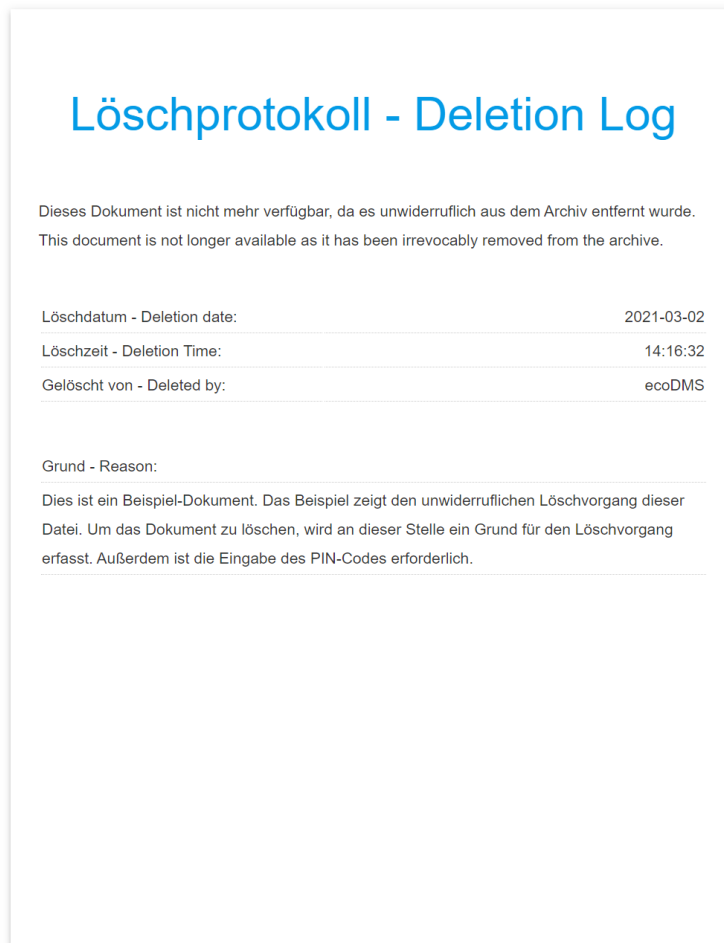 Löschprotokoll - Deletion Log
Dieses Dokument ist nicht mehr verfügbar, da es unwiderruflich aus dem Archiv entfernt wurde.
This document is not longer available as it has been irrevocably removed from the archive.
Löschdatum - Deletion date: 2021-03-02
Löschzeit - Deletion Time: 14:16:32
Gelöscht von - Deleted by: ecoDMS
Grund - Reason:
Dies ist ein Beispiel-Dokument. Das Beispiel zeigt den unwiderruflichen Löschvorgang dieser
Datei. Um das Dokument zu löschen, wird an dieser Stelle ein Grund für den Löschvorgang
erfasst. Außerdem ist die Eingabe des PIN-Codes erforderlich.